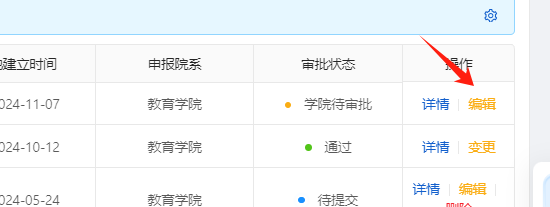 建立时间 申报院系 审批状态 操作
024-11-07 教育学院 学院待审批 详情 编辑
024-10-12 教育学院 通过 详情 变更
024-05-24 教育学院 待提交 详情 编辑
删除